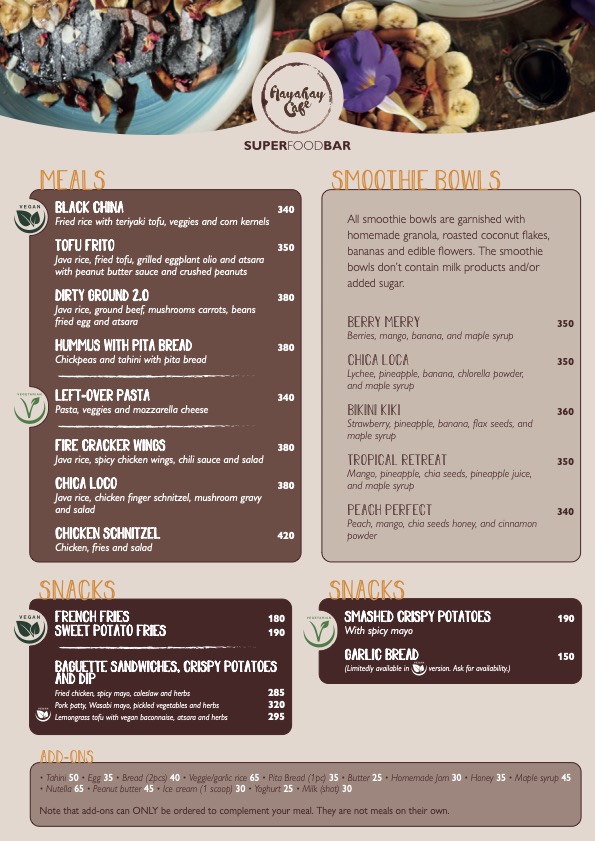 Hayahay
Cafe
SUPERFOODBAR
MEALS
VEGAN
BLACK CHINA 340
Fried rice with teriyaki tofu, veggies and corn kernels
TOFU FRITO 350
Java rice, fried tofu, grilled eggplant olio and atsara
with peanut butter sauce and crushed peanuts
DIRTY GROUND 2.0 380
Java rice, ground beef, mushrooms carrots, beans
fried egg and atsara
HUMMUS WITH PITA BREAD 380
Chickpeas and tahini with pita bread
VEGETARIAN
LEFT-OVER PASTA 340
Pasta, veggies and mozzarella cheese
FIRE CRACKER WINGS 380
Java rice, spicy chicken wings, chili sauce and salad
CHICA LOCO 380
Java rice, chicken finger schnitzel, mushroom gravy
and salad
CHICKEN SCHNITZEL 420
Chicken, fries and salad
SMOOTHIE BOWLS
All smoothie bowls are garnished with
homemade granola, roasted coconut flakes,
bananas and edible flowers. The smoothie
bowls don't contain milk products and/or
added sugar.
BERRY MERRY 350
Berries, mango, banana, and maple syrup
CHICA LOCA 350
Lychee, pineapple, banana, chlorella powder,
and maple syrup
BIKINI KIKI 360
Strawberry, pineapple, banana, flax seeds, and
maple syrup
TROPICAL RETREAT 350
Mango, pineapple, chia seeds, pineapple juice,
and maple syrup
PEACH PERFECT 340
Peach, mango, chia seeds honey, and cinnamon
powder
SNACKS
VEGAN
FRENCH FRIES 180
SWEET POTATO FRIES 190
BAGUETTE SANDWICHES, CRISPY POTATOES
AND DIP
Fried chicken, spicy mayo, coleslaw and herbs 285
Pork patty, Wasabi mayo, pickled vegetables and herbs 320
Lemongrass tofu with vegan baconnaise, atsara and herbs 295
SNACKS
VEGETARIAN
SMASHED CRISPY POTATOES 190
With spicy mayo
GARLIC BREAD 150
(Limitedly available in version. Ask for availability.)
ADD-ONS
• Tahini 50 • Egg 35 • Bread (2pcs) 40 • Veggie/garlic rice 65 • Pita Bread (1pc) 35 • Butter 25 • Homemade Jam 30 • Honey 35 • Maple syrup 45
• Nutella 65 • Peanut butter 45 • Ice cream (1 scoop) 30 • Yoghurt 25 • Milk (shot) 30
Note that add-ons can ONLY be ordered to complement your meal. They are not meals on their own.